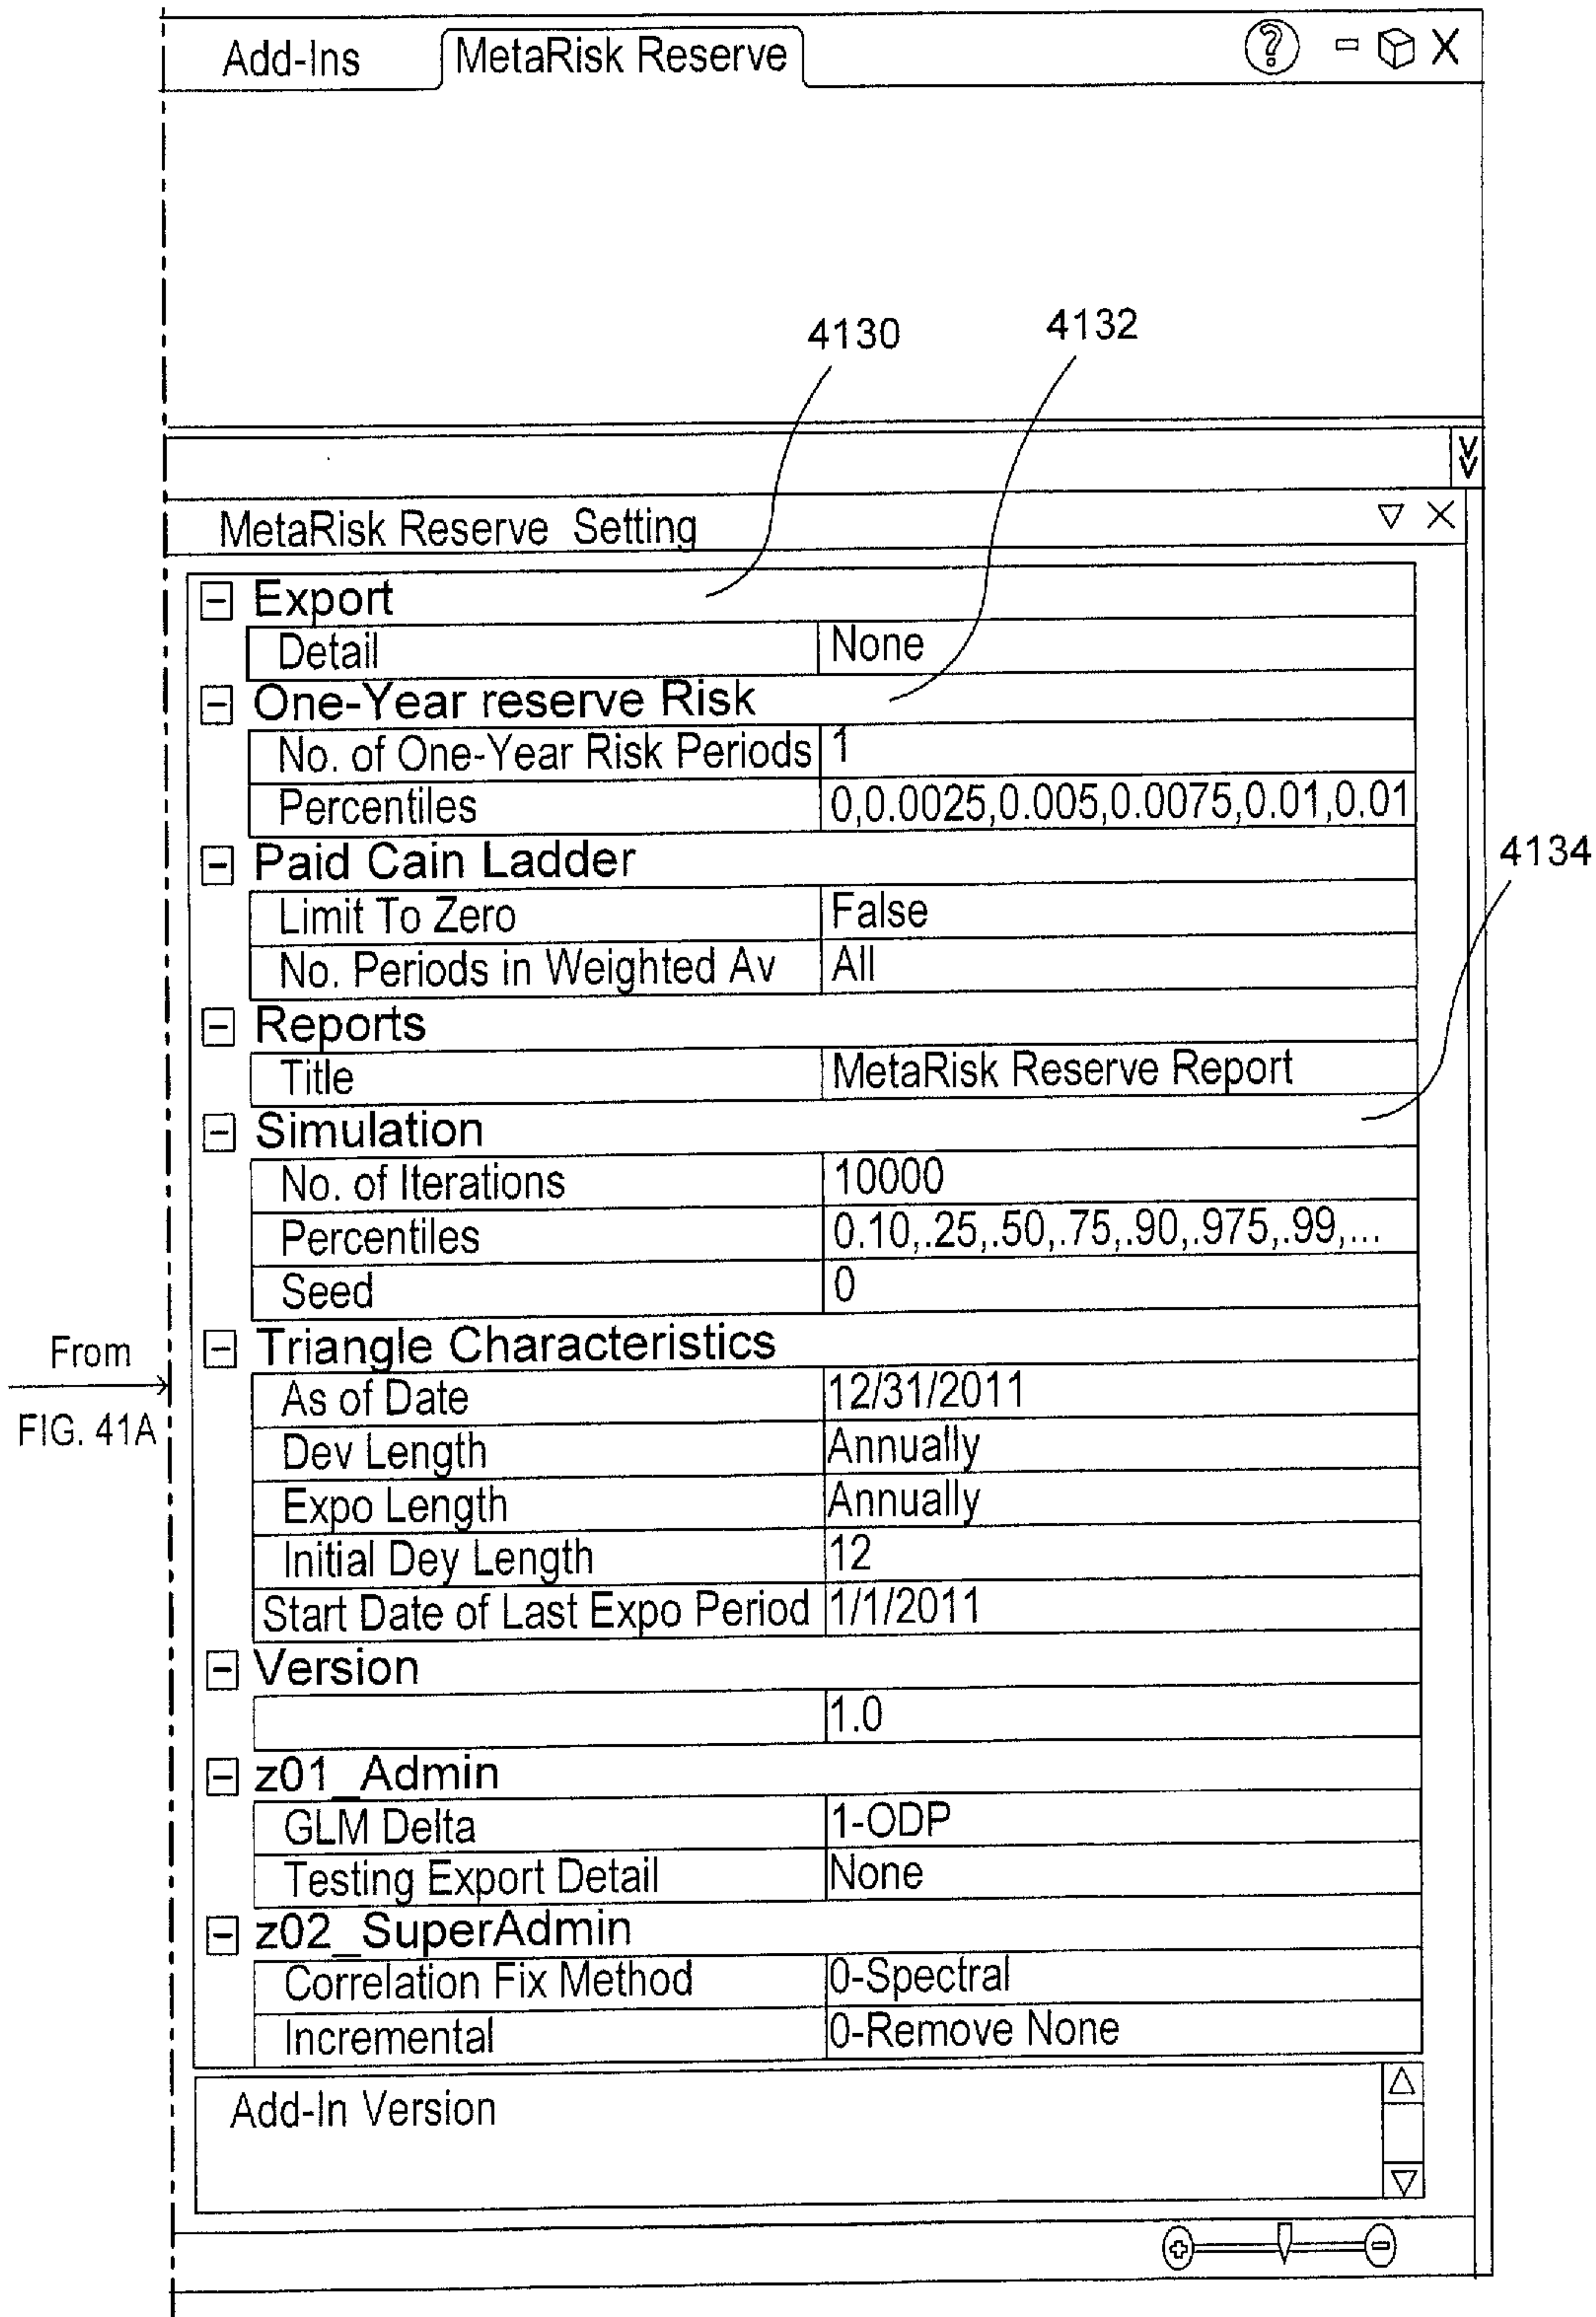 Add-Ins MetaRisk Reserve ? X
4130 4132
MetaRisk Reserve Setting X
Export
Detail None
One-Year reserve Risk
No. of One-Year Risk Periods 1
Percentiles 0,0.0025,0.005,0.0075,0.01,0.01
Paid Cain Ladder
4134
Limit To Zero False
No. Periods in Weighted Av All
Reports
Title MetaRisk Reserve Report
Simulation
No. of Iterations 10000
Percentiles 0.10,.25,.50,.75,.90,.975,.99,...
Seed 0
Triangle Characteristics
From
FIG. 41A
As of Date 12/31/2011
Dev Length Annually
Expo Length Annually
Initial Dey Length 12
Start Date of Last Expo Period 1/1/2011
Version
1.0
z01_Admin
GLM Delta 1-ODP
Testing Export Detail None
z02_SuperAdmin
Correlation Fix Method 0-Spectral
Incremental 0-Remove None
Add-In Version